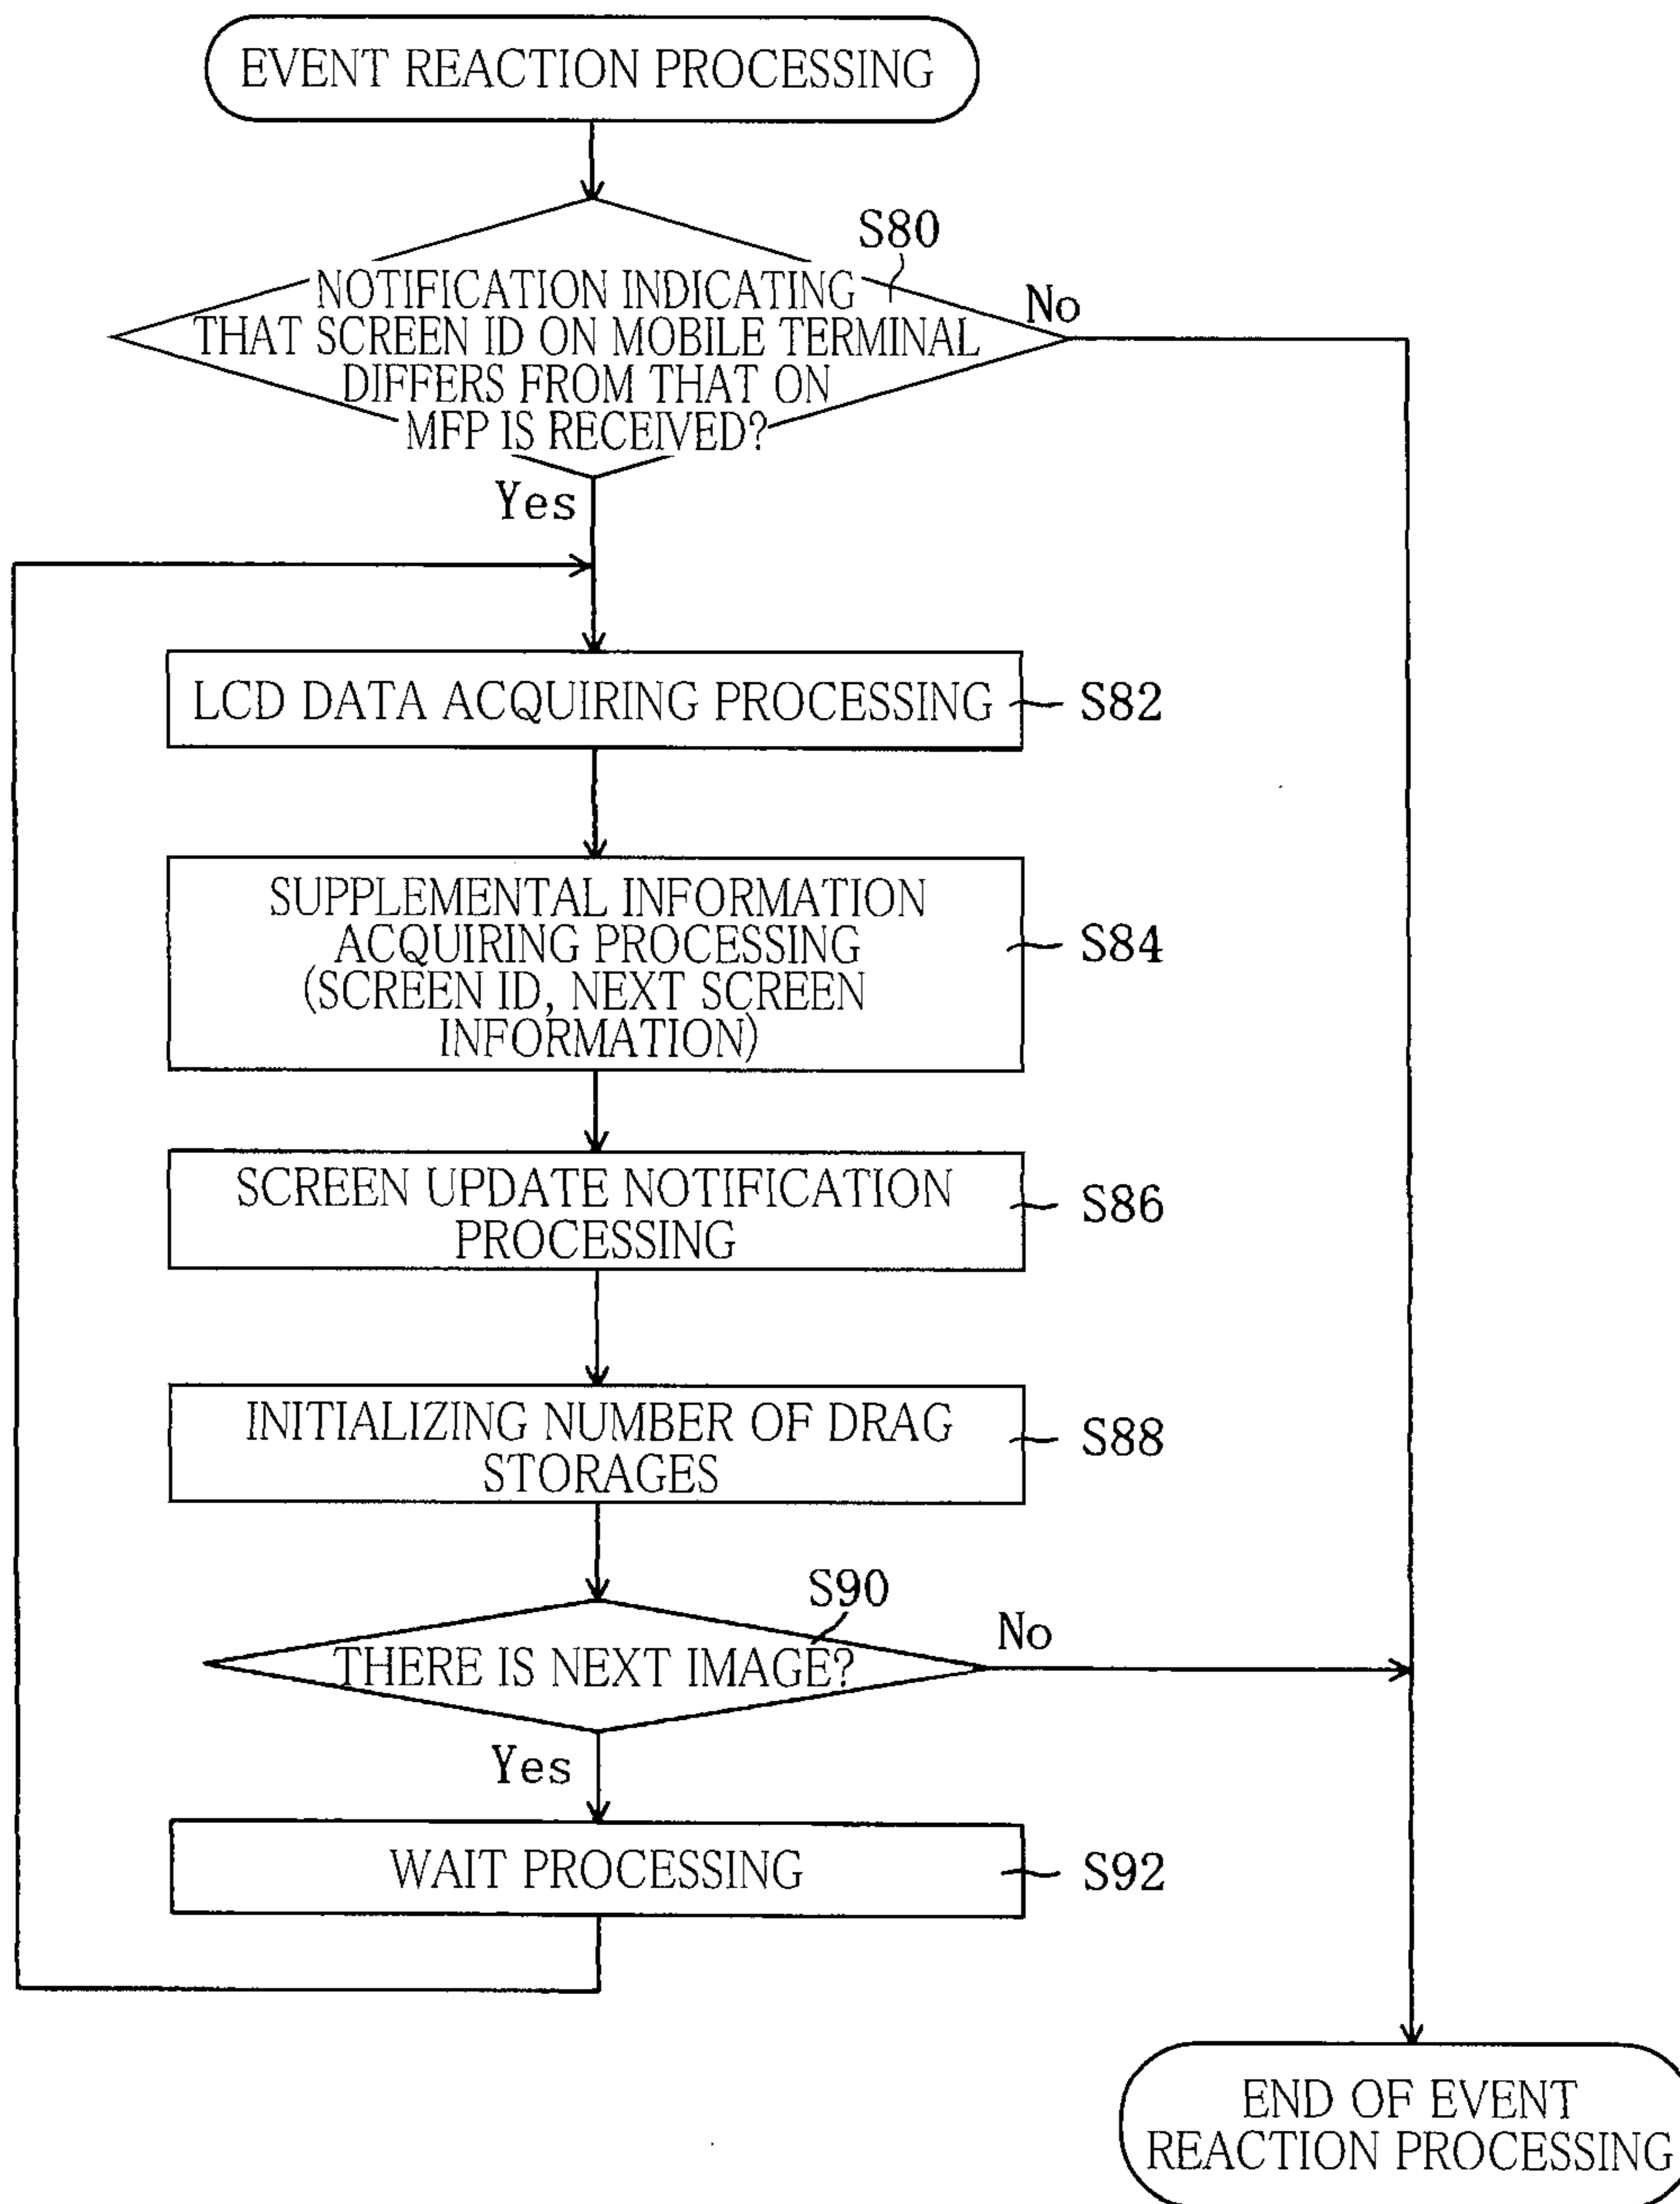 EVENT REACTION PROCESSING
S80
NOTIFICATION INDICATING
THAT SCREEN ID ON MOBILE TERMINAL
DIFFERS FROM THAT ON
MFP IS RECEIVED?
No
Yes
LCD DATA ACQUIRING PROCESSING
S82
SUPPLEMENTAL INFORMATION
ACQUIRING PROCESSING
(SCREEN ID, NEXT SCREEN
INFORMATION)
S84
SCREEN UPDATE NOTIFICATION
PROCESSING
S86
INITIALIZING NUMBER OF DRAG
STORAGES
S88
S90
THERE IS NEXT IMAGE?
No
Yes
WAIT PROCESSING
S92
END OF EVENT
REACTION PROCESSING